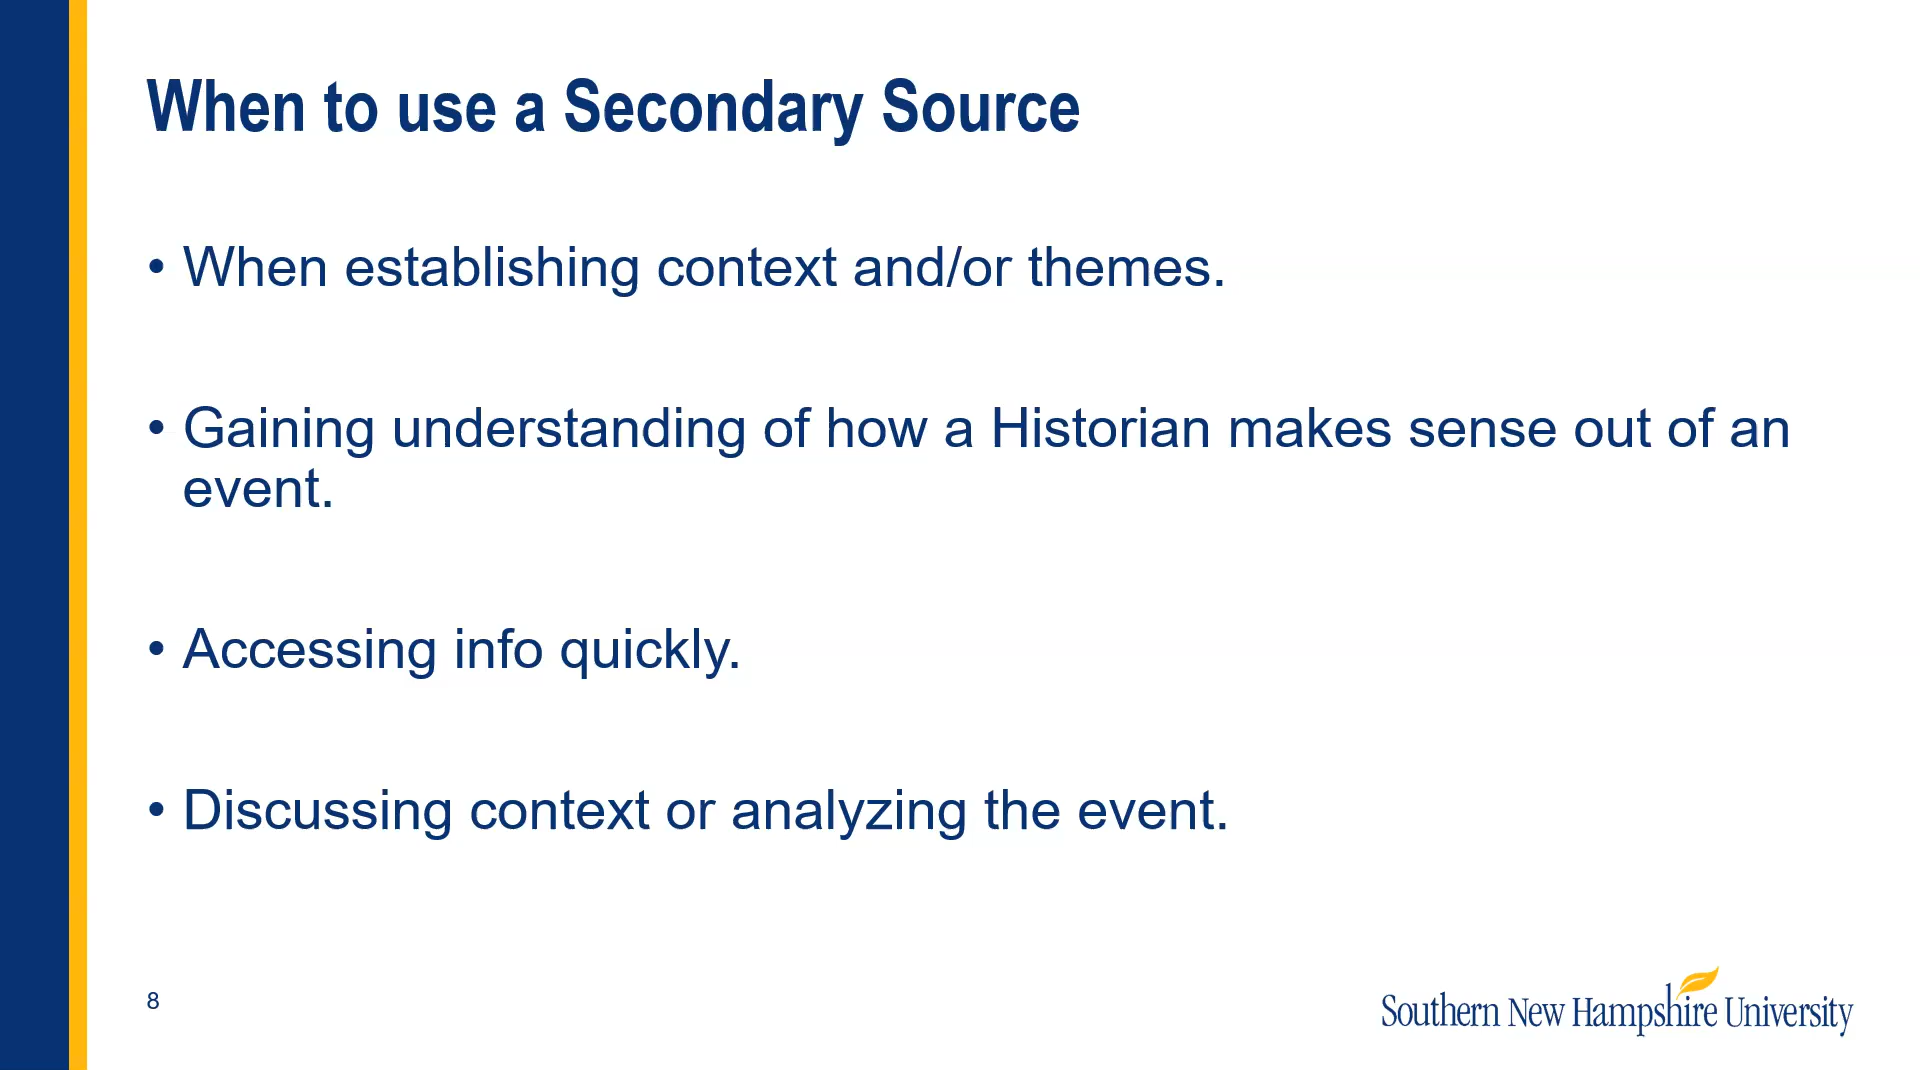 When to use a Secondary Source
• When establishing context and/or themes.
• Gaining understanding of how a Historian makes sense out of an
event.
• Accessing info quickly.
• Discussing context or analyzing the event.
8
Southern New Hampshire University